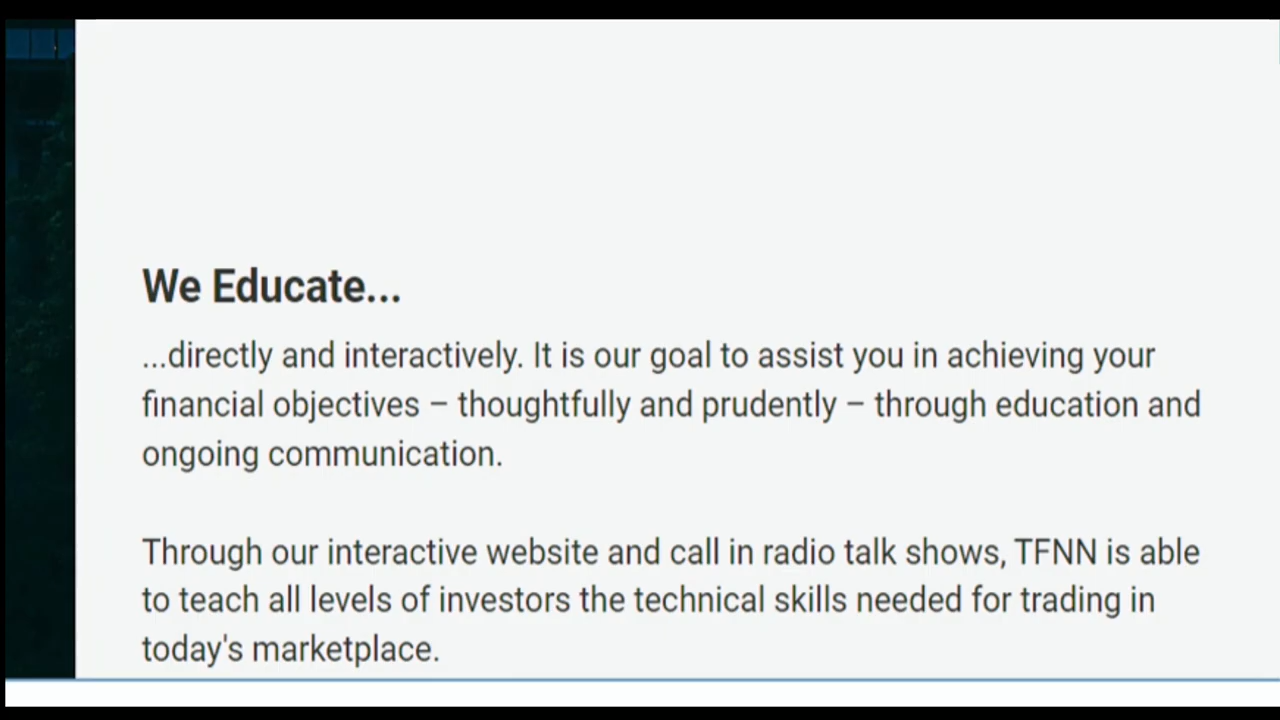 We Educate...
...directly and interactively. It is our goal to assist you in achieving your
financial objectives – thoughtfully and prudently – through education and
ongoing communication.
Through our interactive website and call in radio talk shows, TFNN is able
to teach all levels of investors the technical skills needed for trading in
today's marketplace.